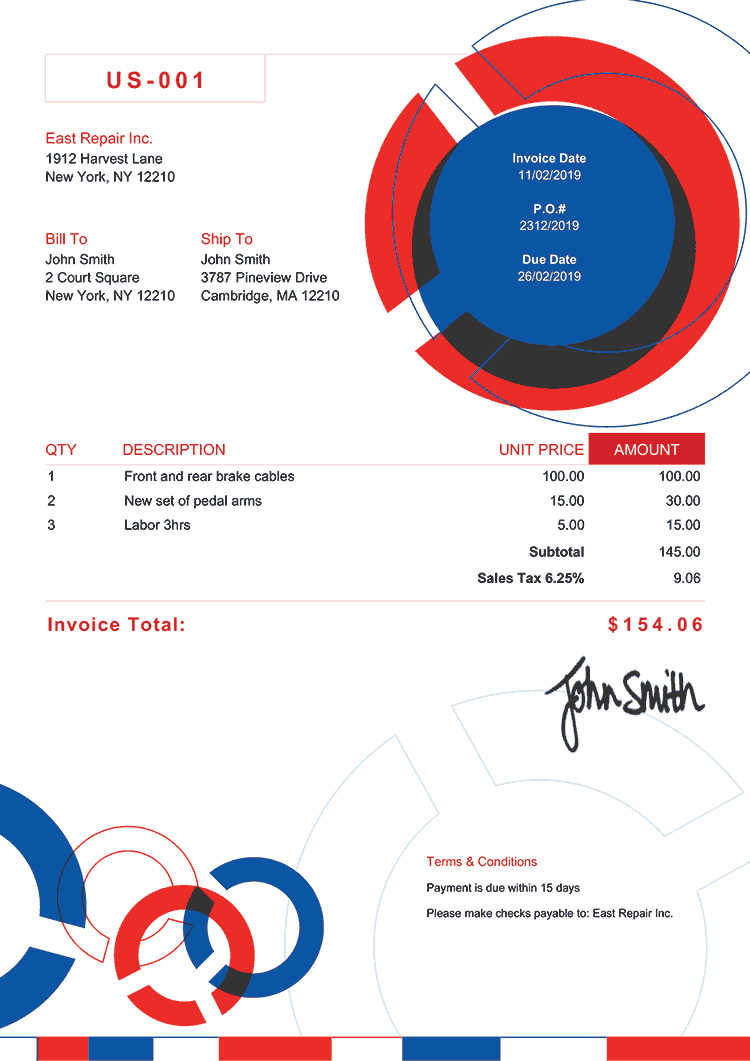 US-001
East Repair Inc.
1912 Harvest Lane
New York, NY 12210
Invoice Date
11/02/2019
P.O.#
2312/2019
Due Date
26/02/2019
Bill To
John Smith
2 Court Square
New York, NY 12210
Ship To
John Smith
3787 Pineview Drive
Cambridge, MA 12210
QTY DESCRIPTION UNIT PRICE AMOUNT
1 Front and rear brake cables 100.00 100.00
2 New set of pedal arms 15.00 30.00
3 Labor 3hrs 5.00 15.00
Subtotal 145.00
Sales Tax 6.25% 9.06
Invoice Total: $154.06
John Smith
Terms & Conditions
Payment is due within 15 days
Please make checks payable to: East Repair Inc.